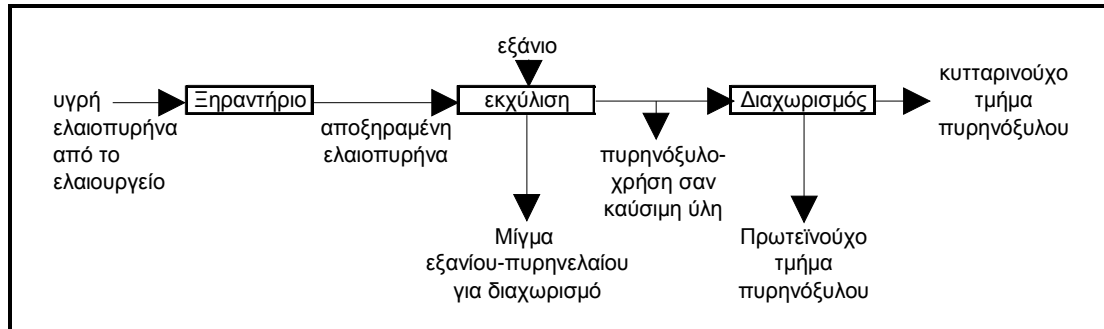 εξάνιο
υγρή
ελαιοπυρήνα
από το
ελαιουργείο
Ξηραντήριο
αποξηραμένη
ελαιοπυρήνα
εκχύλιση
Μίγμα
εξανίου-πυρηνελαίου
για διαχωρισμό
πυρηνόξυλο-
χρήση σαν
καύσιμη ύλη
Διαχωρισμός
Πρωτεϊνούχο
τμήμα
πυρηνόξυλου
κυτταρινούχο
τμήμα
πυρηνόξυλου